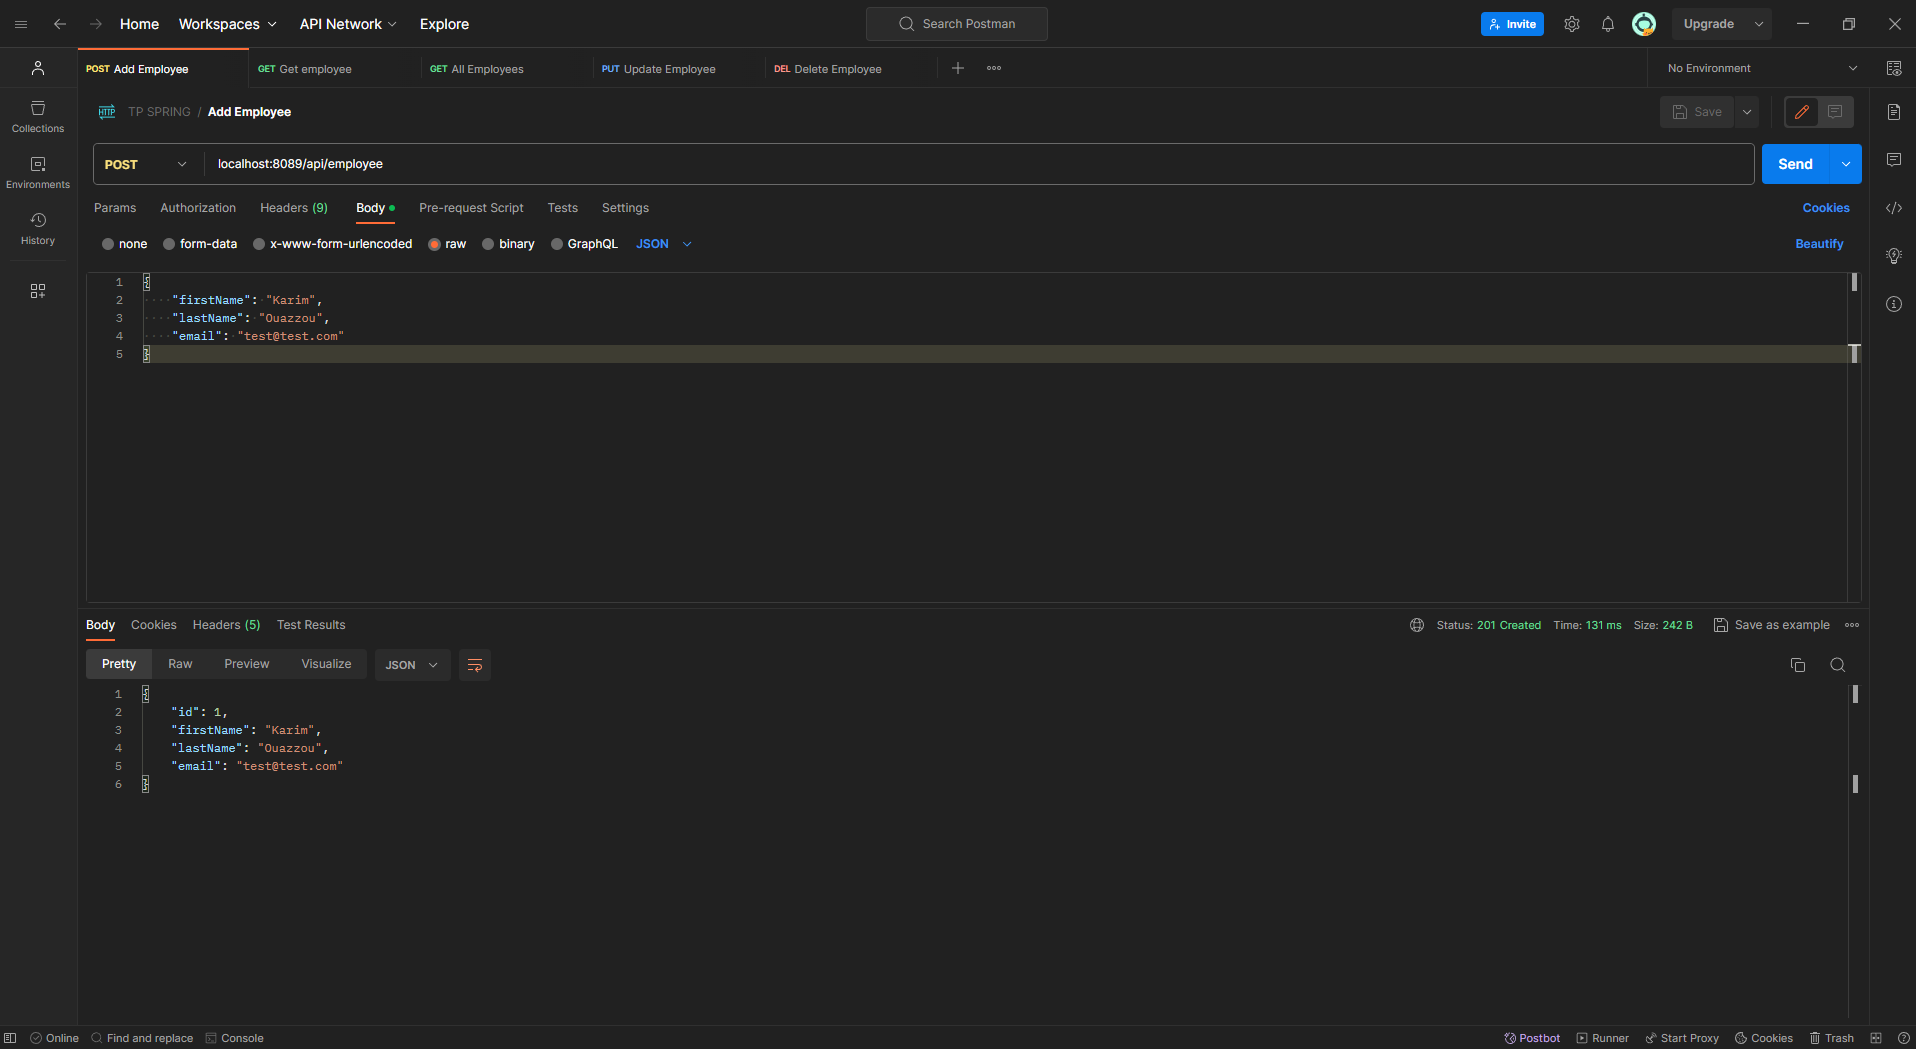 Home Workspaces API Network Explore Search Postman Invite Upgrade
POST Add Employee GET Get employee GET All Employees PUT Update Employee DEL Delete Employee No Environment
HTTP TP SPRING / Add Employee Save
Collections
POST localhost:8089/api/employee Send
Environments
Params Authorization Headers (9) Body Pre-request Script Tests Settings Cookies
History
none form-data x-www-form-urlencoded raw binary GraphQL JSON Beautify
1 {
2 "firstName": "Karim",
3 "lastName": "Ouazzou",
4 "email": "test@test.com"
5 }
Body Cookies Headers (5) Test Results Status: 201 Created Time: 131 ms Size: 242 B Save as example
Pretty Raw Preview Visualize JSON
1 {
2 "id": 1,
3 "firstName": "Karim",
4 "lastName": "Ouazzou",
5 "email": "test@test.com"
6 }
Online Find and replace Console Postbot Runner Start Proxy Cookies Trash